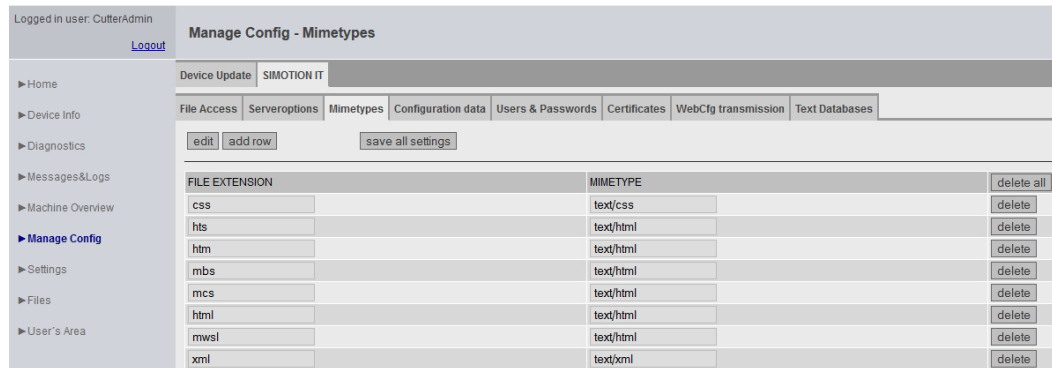 Logged in user: CutterAdmin
Logout
Manage Config - Mimetypes
►Home
►Device Info
►Diagnostics
►Messages&Logs
►Machine Overview
►Manage Config
►Settings
►Files
►User´s Area
Device Update SIMOTION IT
File Access Serveroptions Mimetypes Configuration data Users & Passwords Certificates WebCfg transmission Text Databases
edit add row save all settings
FILE EXTENSION MIMETYPE delete all
css text/css delete
hts text/html delete
htm text/html delete
mbs text/html delete
mcs text/html delete
html text/html delete
mwsl text/html delete
xml text/xml delete